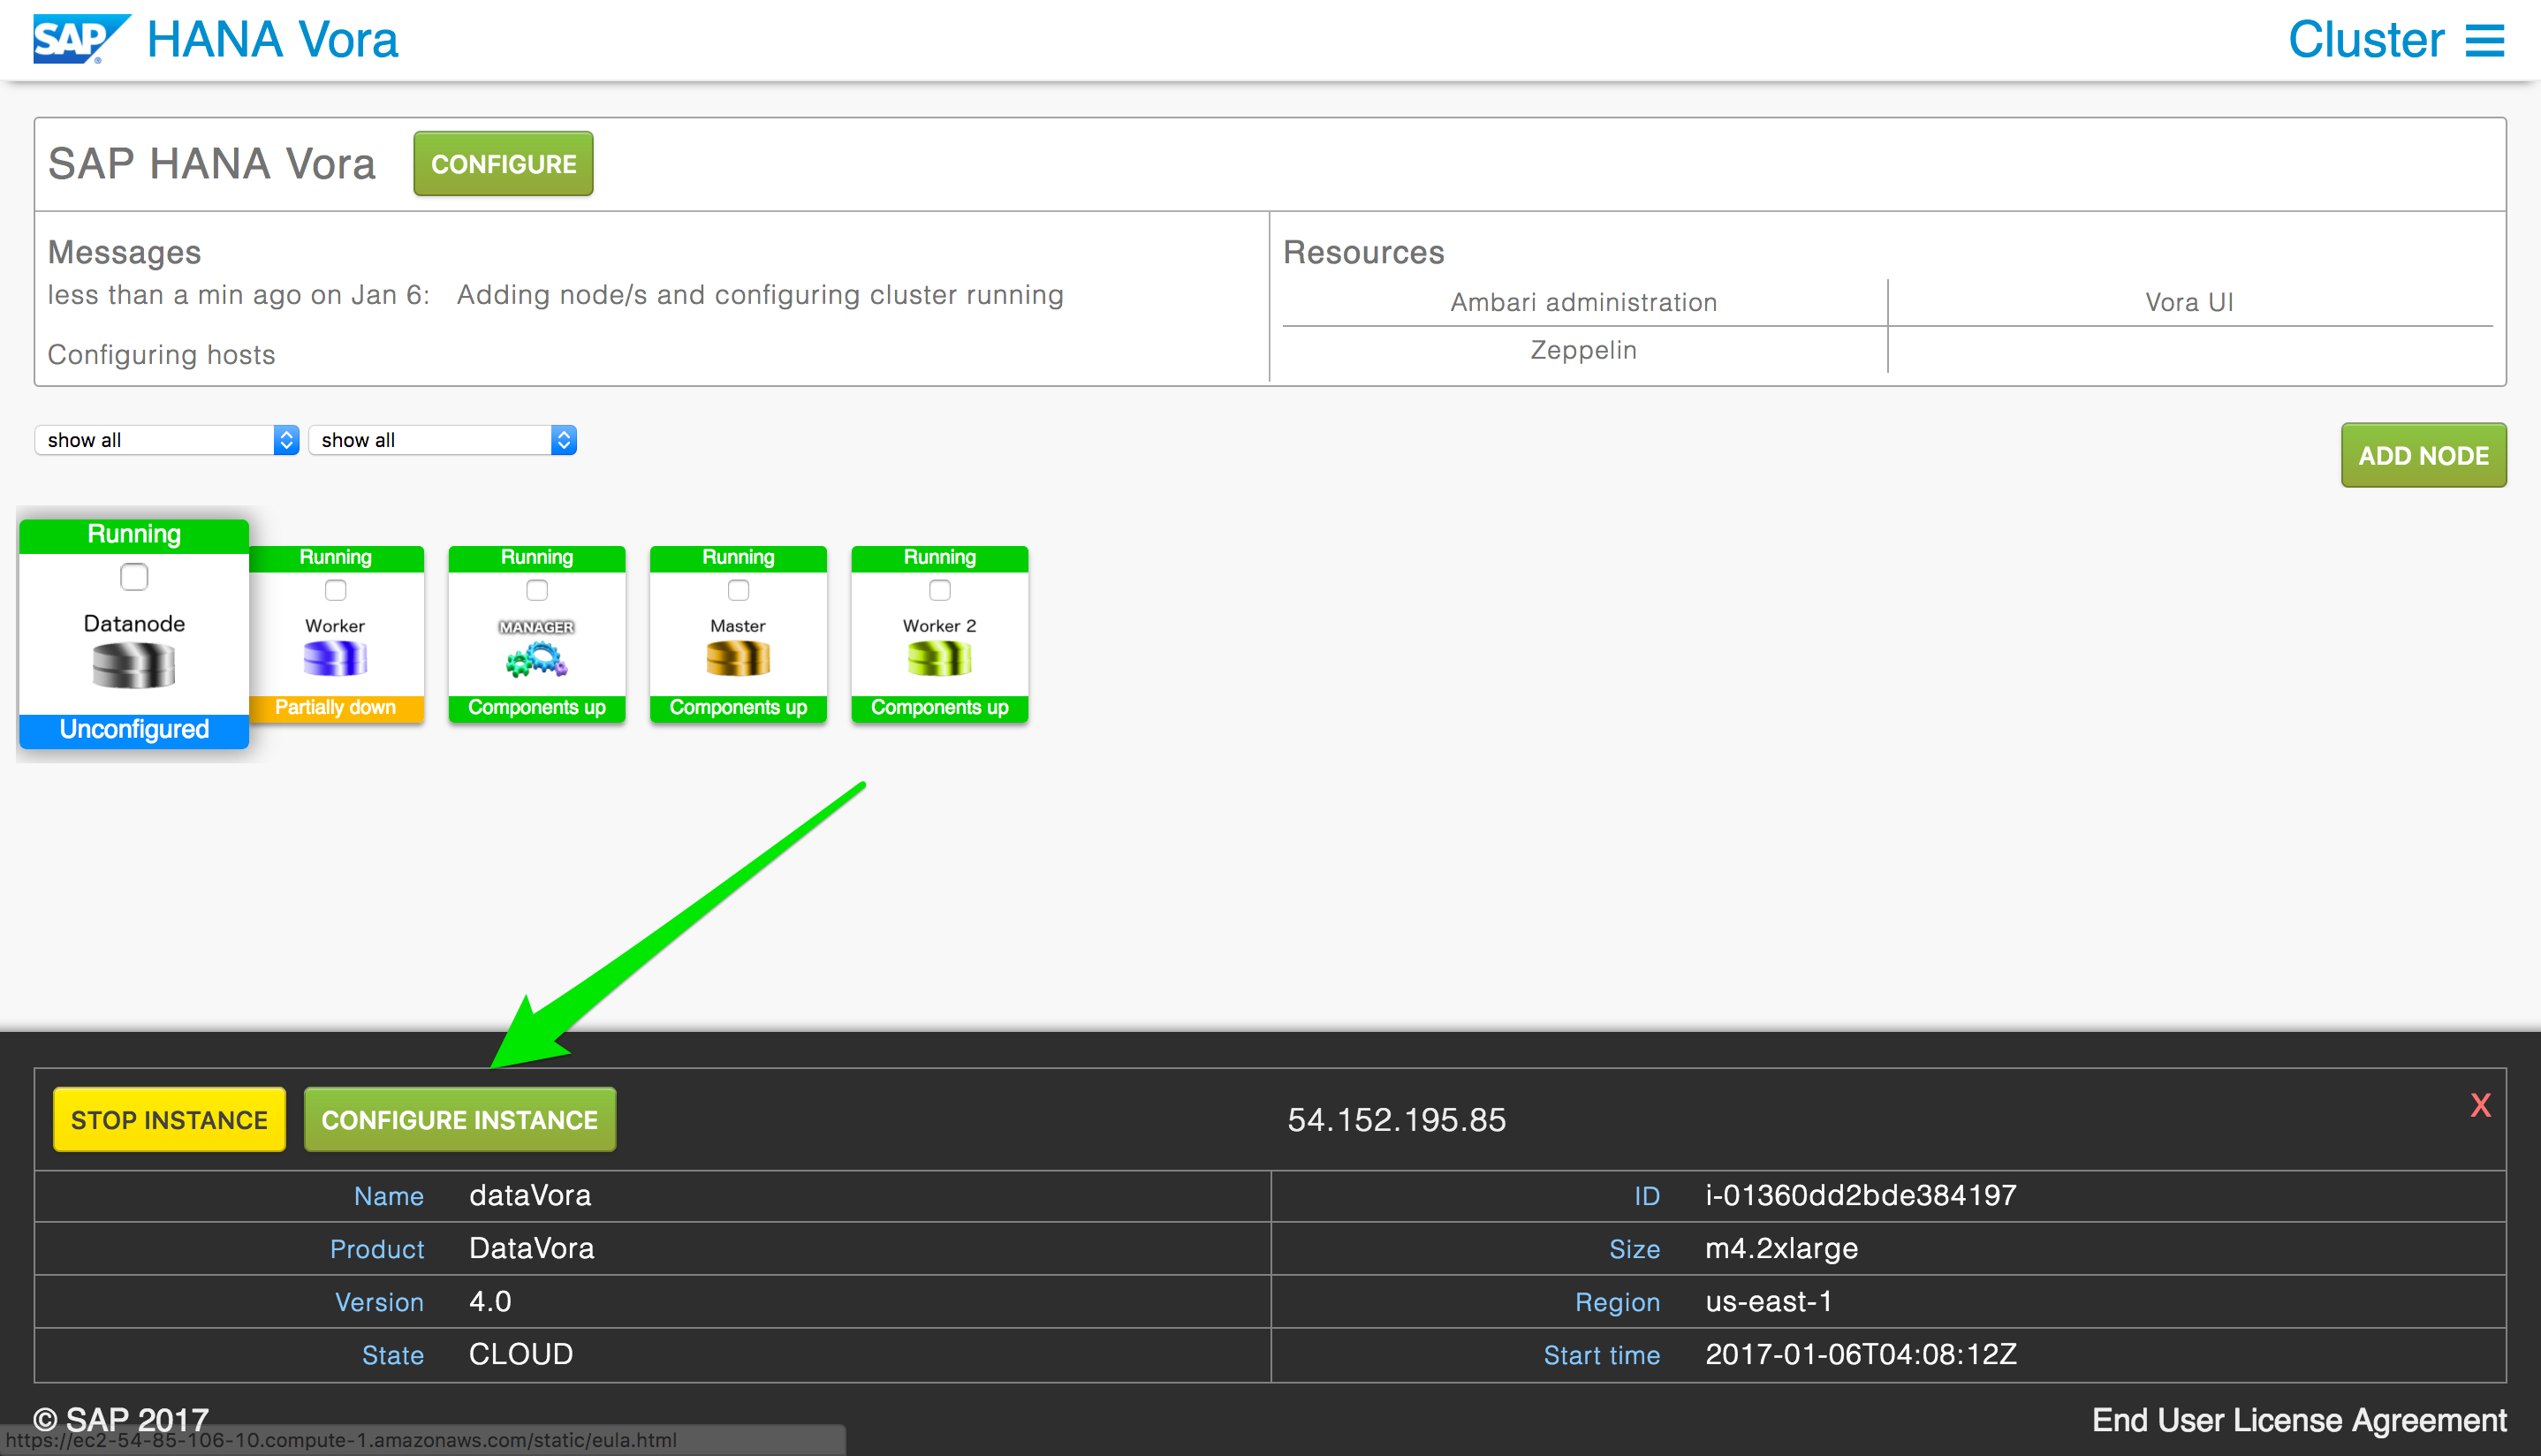 SAP® HANA Vora
Cluster
SAP HANA Vora
CONFIGURE
Messages
less than a min ago on Jan 6: Adding node/s and configuring cluster running
Configuring hosts
Resources
Ambari administration
Vora UI
Zeppelin
show all
show all
ADD NODE
Running
Datanode
Unconfigured
Running
Worker
Partially down
Running
MANAGER
Components up
Running
Master
Components up
Running
Worker 2
Components up
STOP INSTANCE
CONFIGURE INSTANCE
54.152.195.85
X
Name dataVora
ID i-01360dd2bde384197
Product DataVora
Size m4.2xlarge
Version 4.0
Region us-east-1
State CLOUD
Start time 2017-01-06T04:08:12Z
© SAP 2017
End User License Agreement
https://ec2-54-85-106-10.compute-1.amazonaws.com/static/eula.html